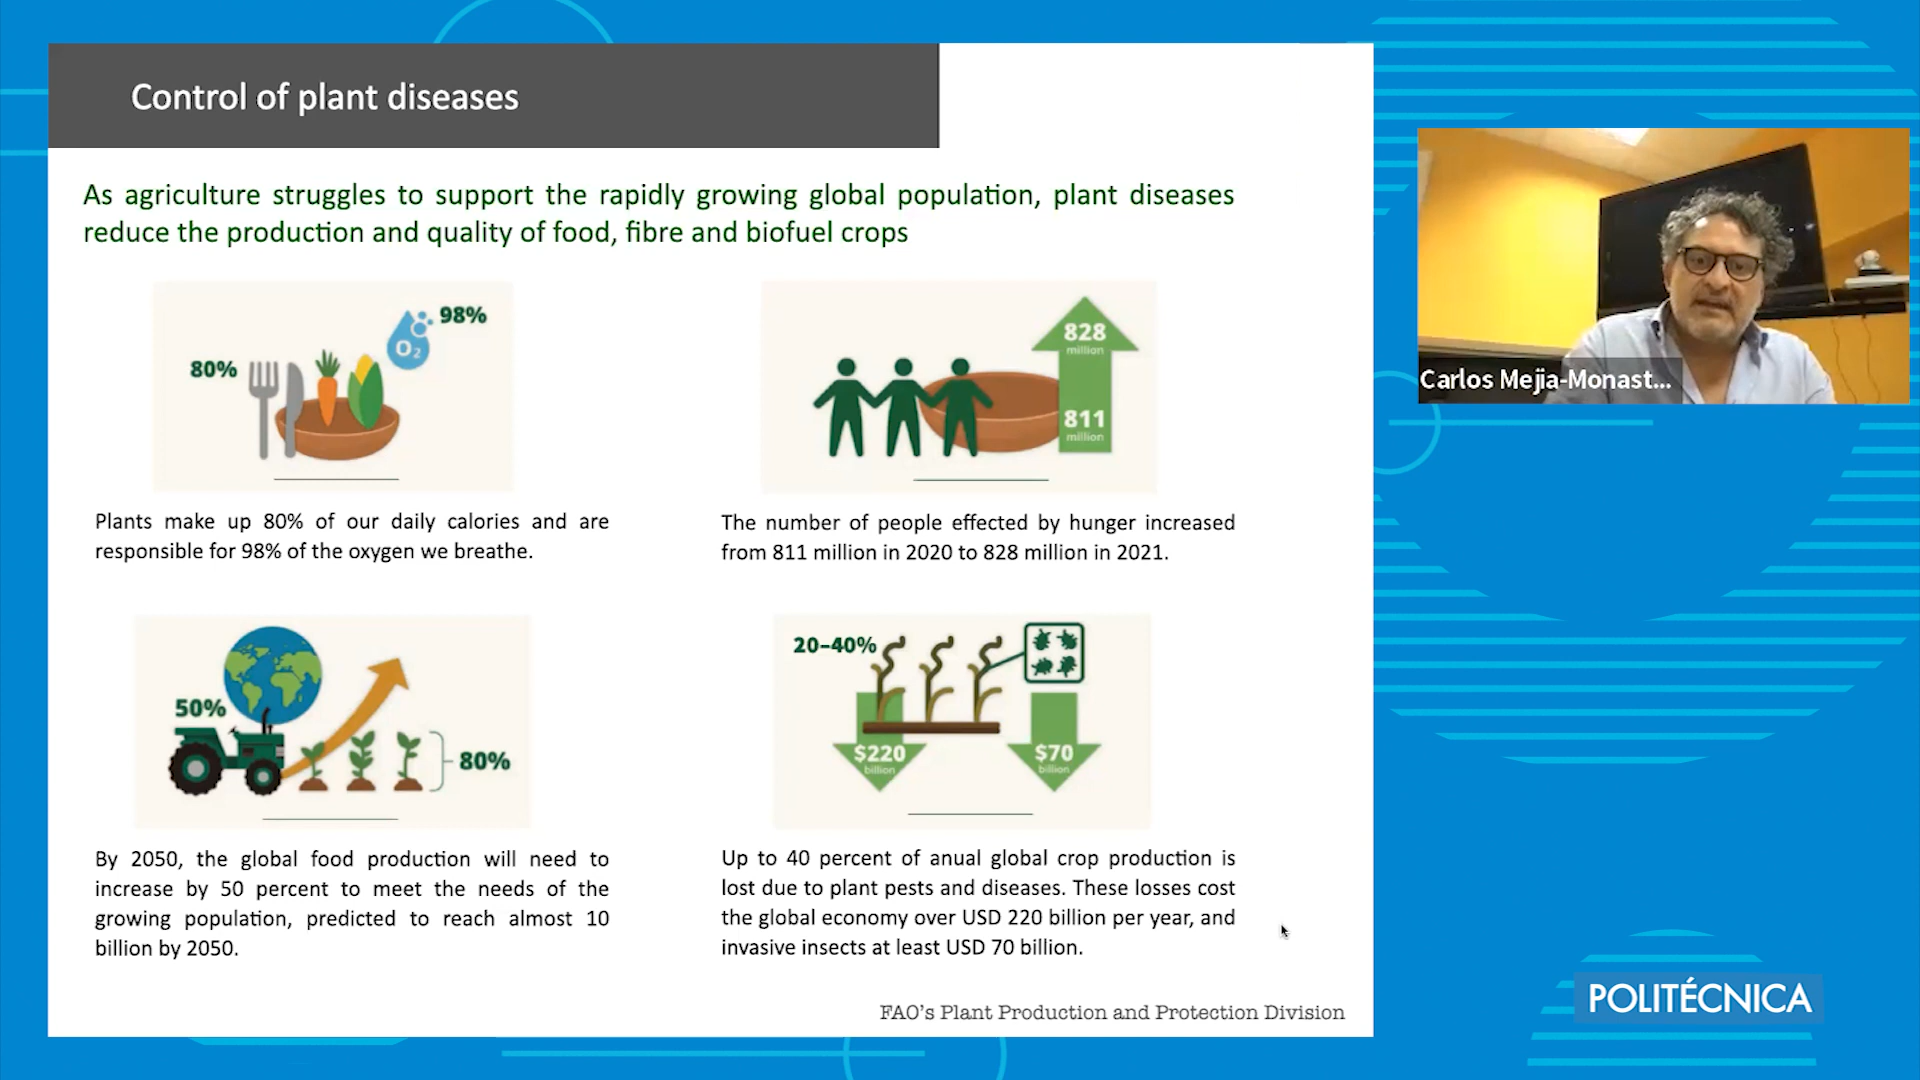 Control of plant diseases
As agriculture struggles to support the rapidly growing global population, plant diseases
reduce the production and quality of food, fibre and biofuel crops
98%
O2
80%
828
million
811
million
Plants make up 80% of our daily calories and are
responsible for 98% of the oxygen we breathe.
The number of people effected by hunger increased
from 811 million in 2020 to 828 million in 2021.
50%
80%
20–40%
$220
billion
$70
billion
By 2050, the global food production will need to
increase by 50 percent to meet the needs of the
growing population, predicted to reach almost 10
billion by 2050.
Up to 40 percent of anual global crop production is
lost due to plant pests and diseases. These losses cost
the global economy over USD 220 billion per year, and
invasive insects at least USD 70 billion.
FAO's Plant Production and Protection Division
Carlos Mejia-Monast...
POLITÉCNICA